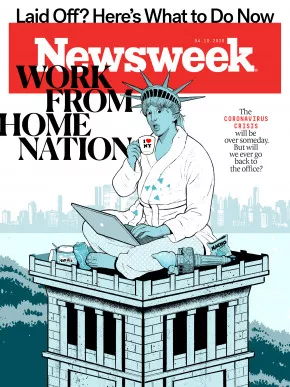 Laid Off? Here's What to Do Now
Newsweek
WORK
FROM
HOME
NATION
The
CORONAVIRUS
CRISIS
will be
over someday.
But will
we ever go
back to
the office?
I ♥
NY